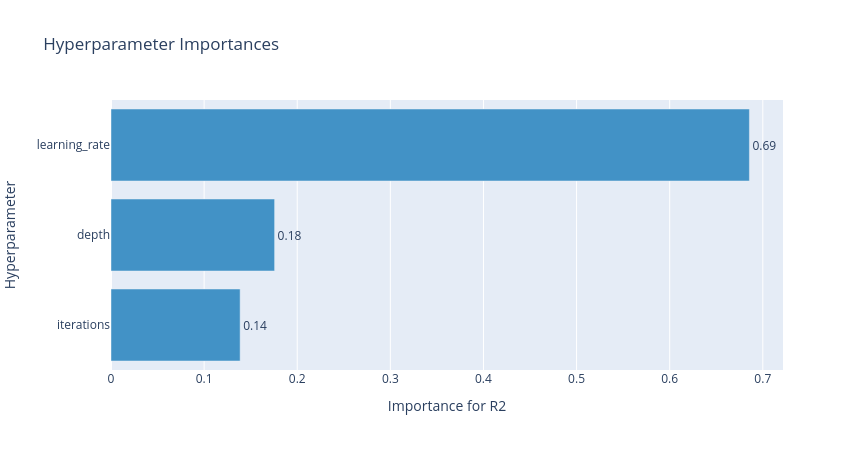 Hyperparameter Importances
Hyperparameter
learning_rate
0.69
depth
0.18
iterations
0.14
0 0.1 0.2 0.3 0.4 0.5 0.6 0.7
Importance for R2